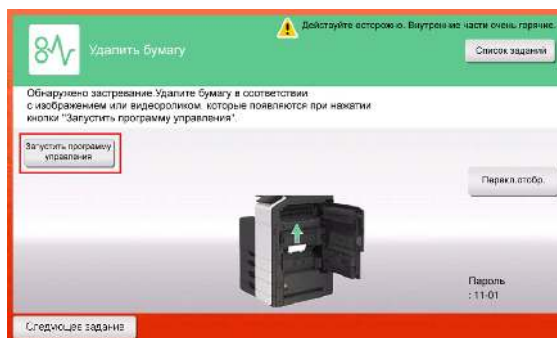 Действуйте осторожно. Внутренние части очень горячие.
Удалить бумагу
Список заданий
Обнаружено застревание.Удалите бумагу в соответствии
с изображением или видеороликом, которые появляются при нажатии
кнопки "Запустить программу управления".
Запустить программу
управления
Перекл.отобр.
Пароль
: 11-01
Следующее задание